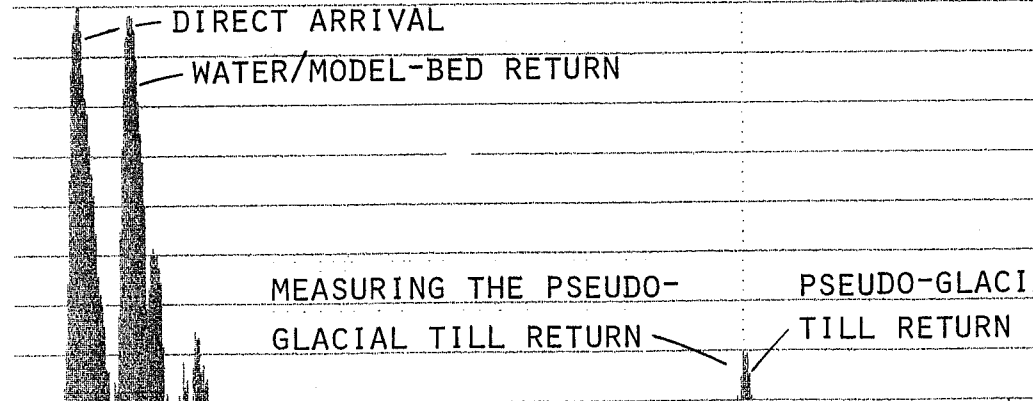 DIRECT ARRIVAL
WATER/MODEL-BED RETURN
MEASURING THE PSEUDO-
GLACIAL TILL RETURN
PSEUDO-GLACI
TILL RETURN